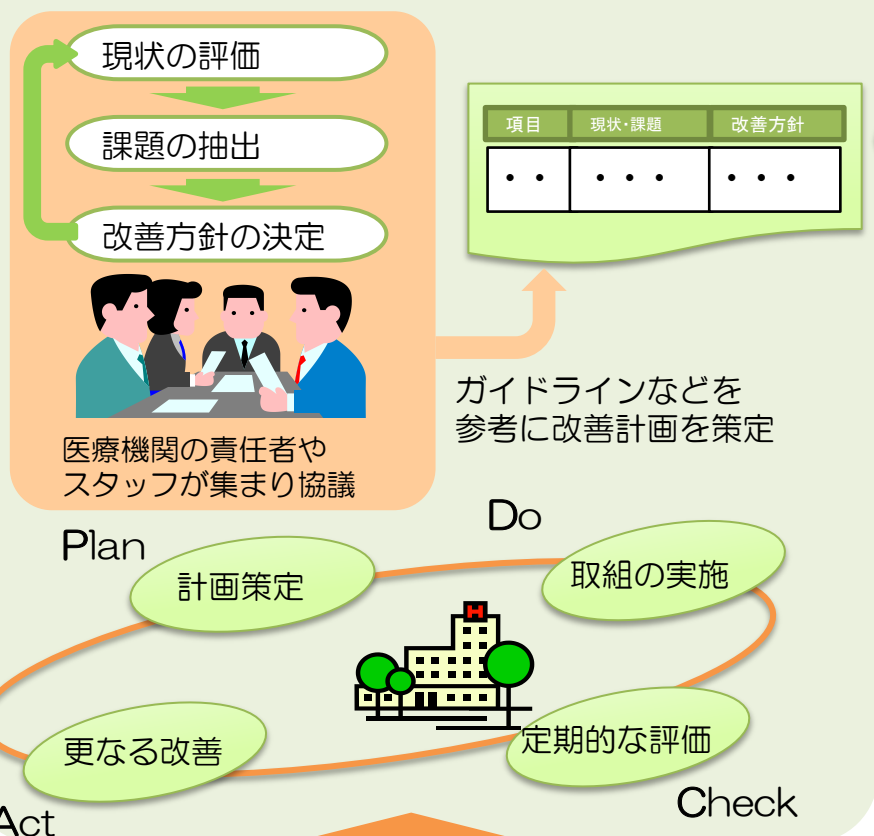 現状の評価
課題の抽出
改善方針の決定
医療機関の責任者や
スタッフが集まり協議
項目 現状・課題 改善方針
・・ ・・・ ・・・
ガイドラインなどを
参考に改善計画を策定
Plan
計画策定
Do
取組の実施
H
更なる改善
定期的な評価
Act
Check